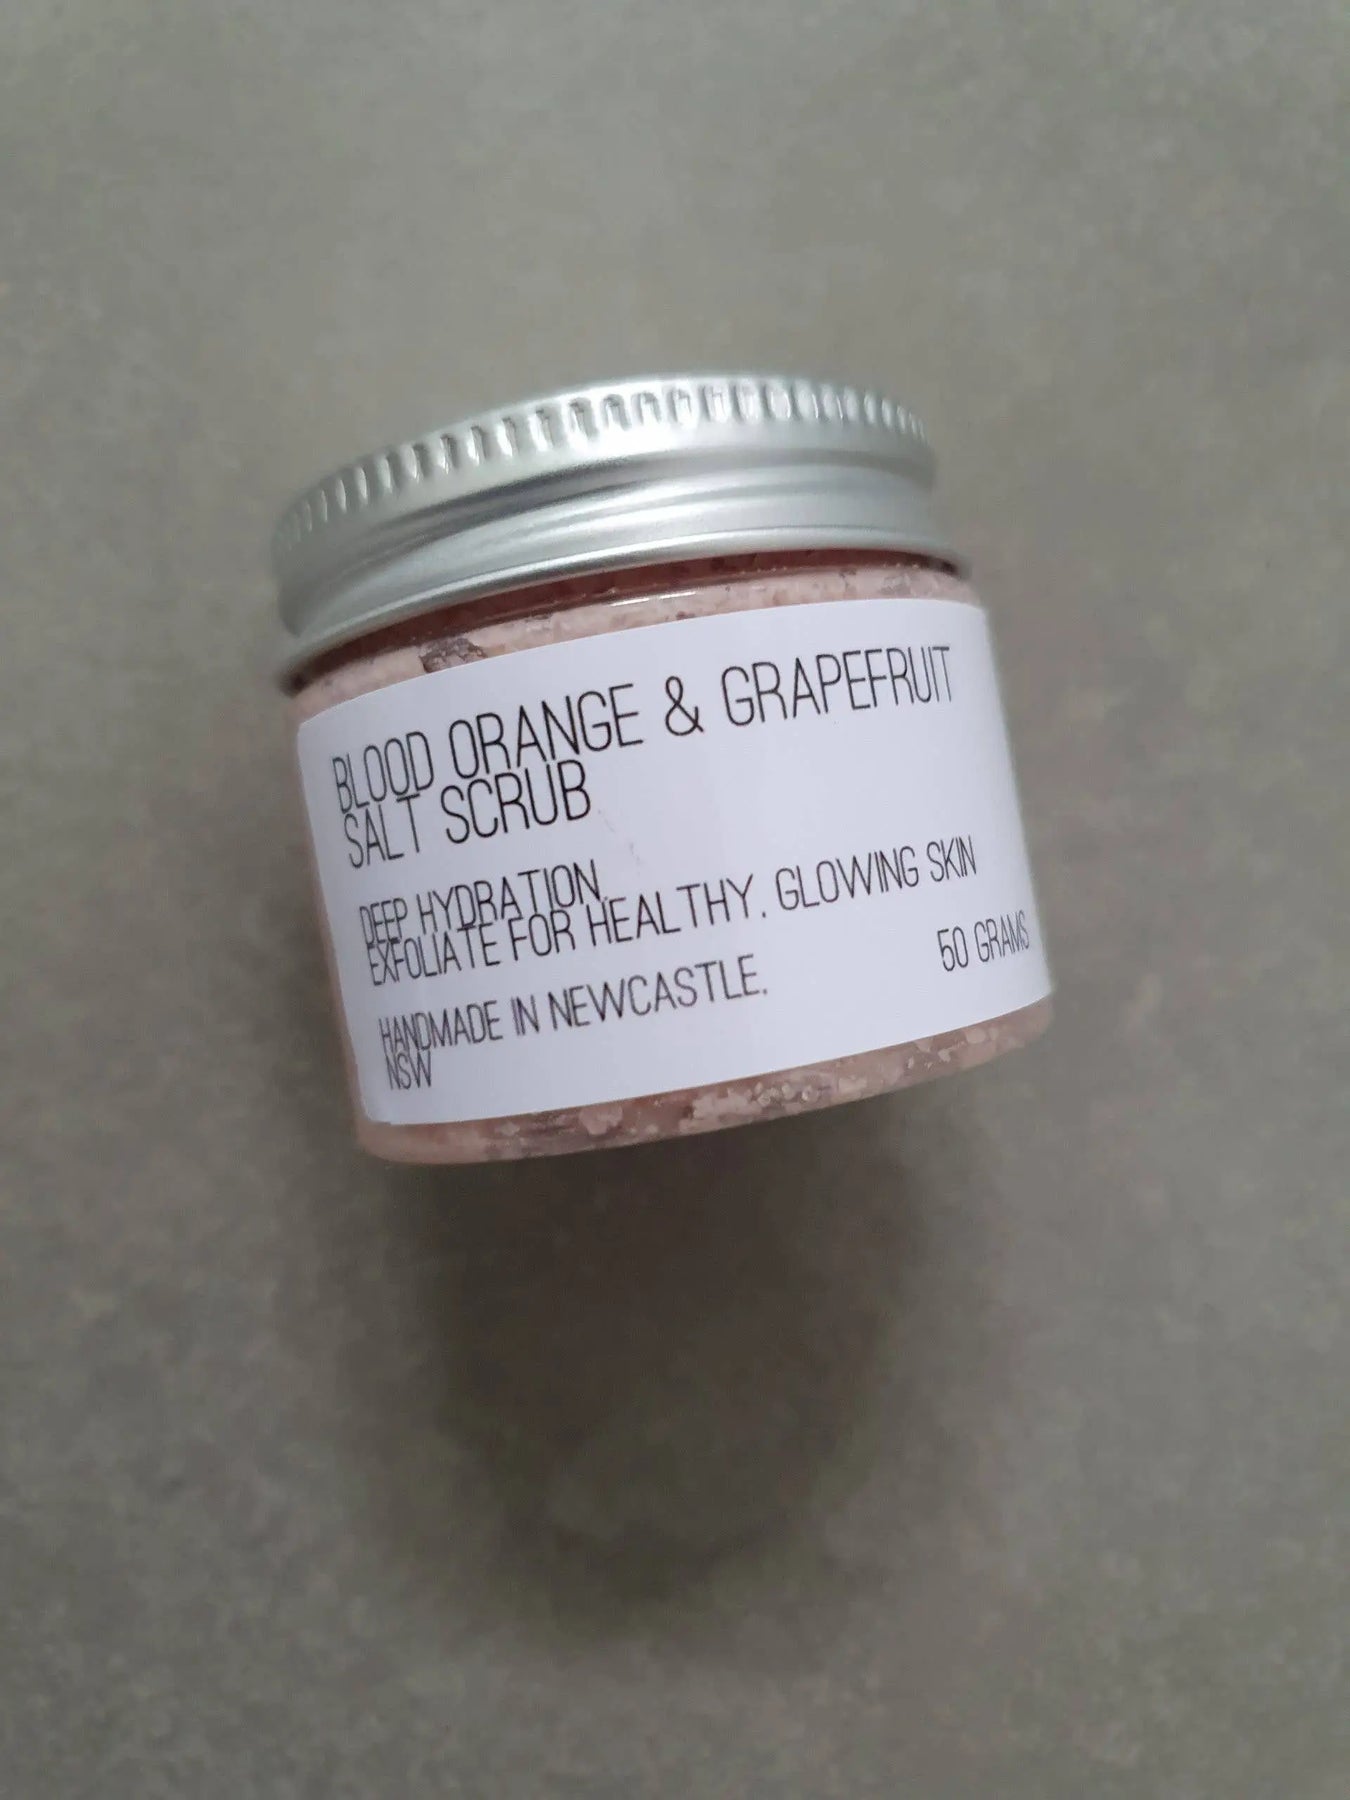 BLOOD ORANGE & GRAPEFRUIT
SALT SCRUB
DEEP HYDRATION,
EXFOLIATE FOR HEALTHY, GLOWING SKIN
50 GRAMS
HANDMADE IN NEWCASTLE,
NSW